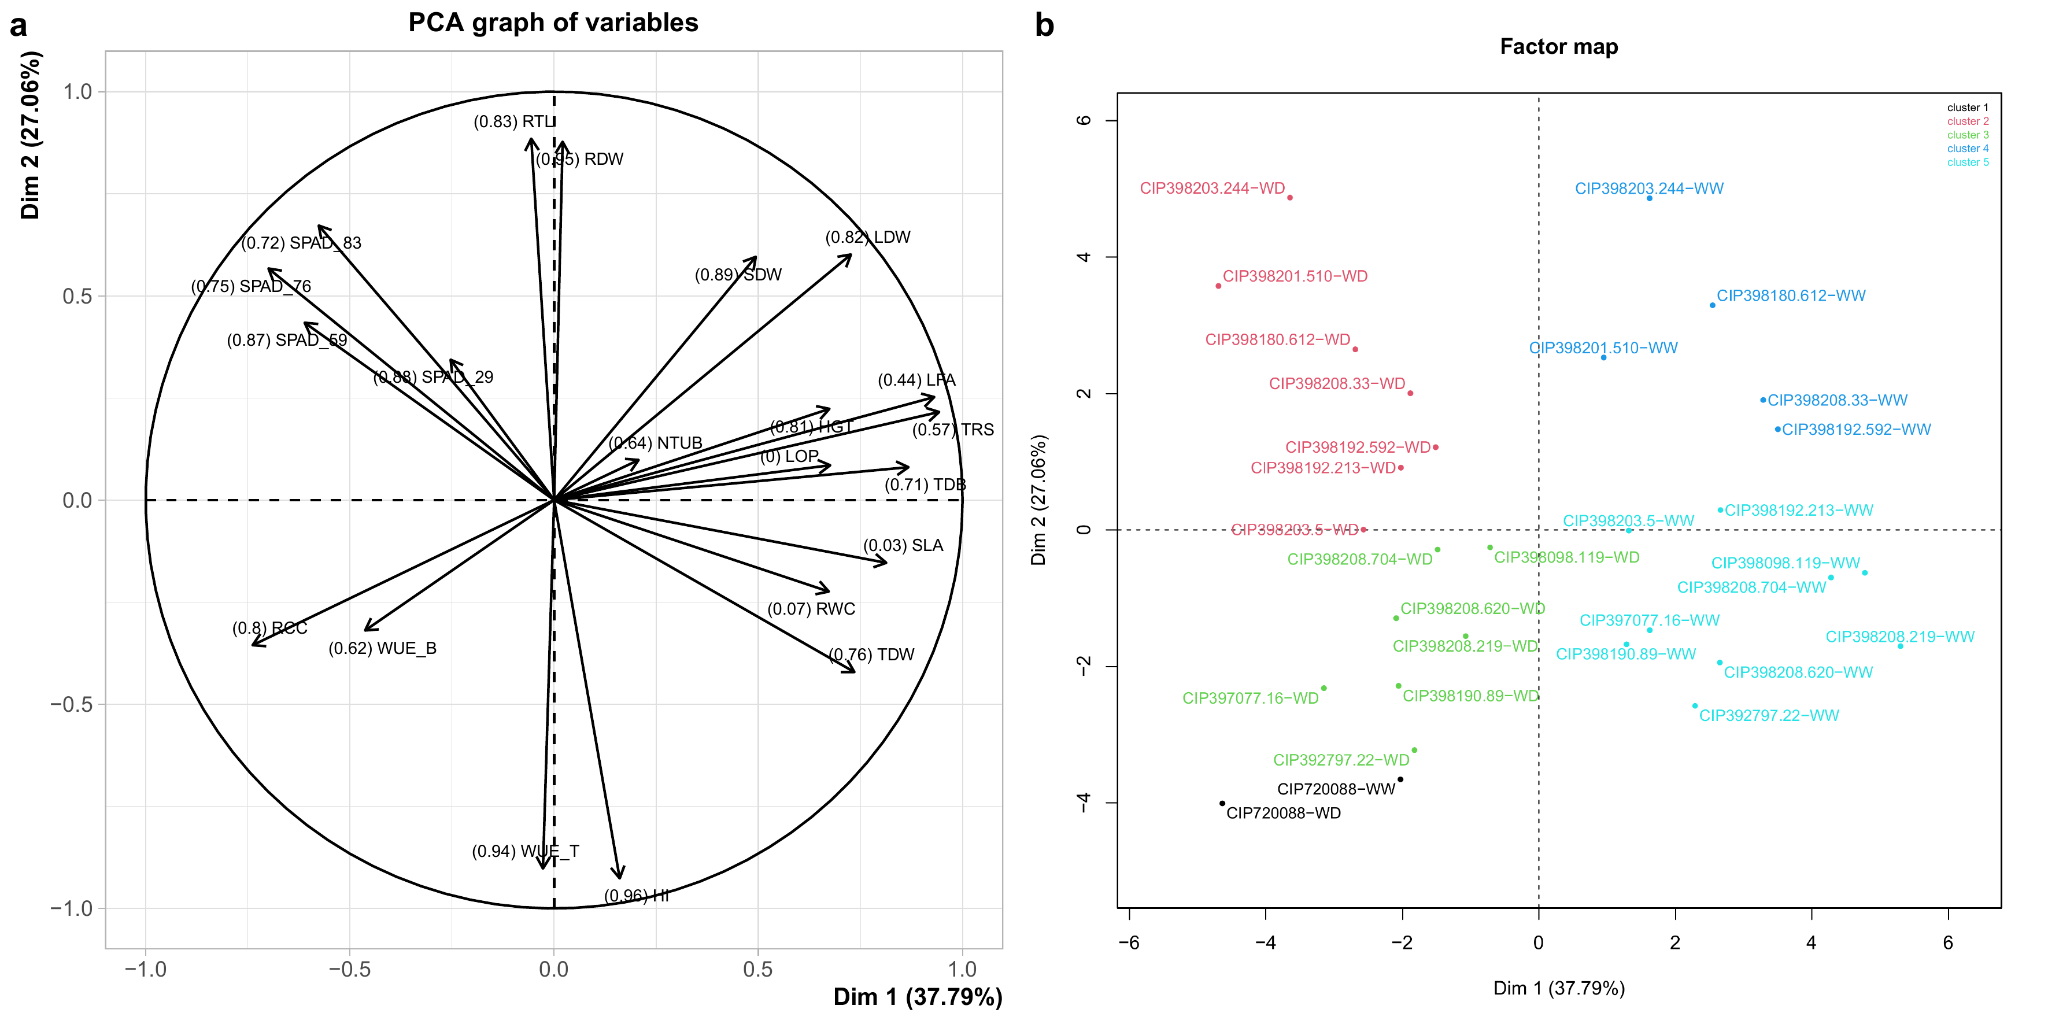 a
PCA graph of variables
Dim 2 (27.06%)
1.0
0.5
0.0
−0.5
−1.0
(0.83) RTL
(0.95) RDW
(0.72) SPAD_83
(0.82) LDW
(0.89) SDW
(0.75) SPAD_76
(0.87) SPAD_59
(0.88) SPAD_29
(0.44) LFA
(0.81) HGT
(0.57) TRS
(0.64) NTUB
(0) LOP
(0.71) TDB
(0.03) SLA
(0.07) RWC
(0.8) RCC
(0.62) WUE_B
(0.76) TDW
(0.94) WUE_T
(0.96) HI
−1.0
−0.5
0.0
0.5
1.0
Dim 1 (37.79%)
b
Factor map
Dim 2 (27.06%)
6
4
2
0
−2
−4
cluster 1
cluster 2
cluster 3
cluster 4
cluster 5
CIP398203.244−WD
CIP398203.244−WW
CIP398201.510−WD
CIP398180.612−WW
CIP398180.612−WD
CIP398201.510−WW
CIP398208.33−WD
CIP398208.33−WW
CIP398192.592−WW
CIP398192.592−WD
CIP398192.213−WD
CIP398192.213−WW
CIP398203.5−WW
CIP398203.5−WD
CIP398208.704−WD
CIP398098.119−WD
CIP398098.119−WW
CIP398208.704−WW
CIP398208.620−WD
CIP397077.16−WW
CIP398208.219−WW
CIP398208.219−WD
CIP398190.89−WW
CIP398208.620−WW
CIP397077.16−WD
CIP398190.89−WD
CIP392797.22−WW
CIP392797.22−WD
CIP720088−WW
CIP720088−WD
−6
−4
−2
0
2
4
6
Dim 1 (37.79%)